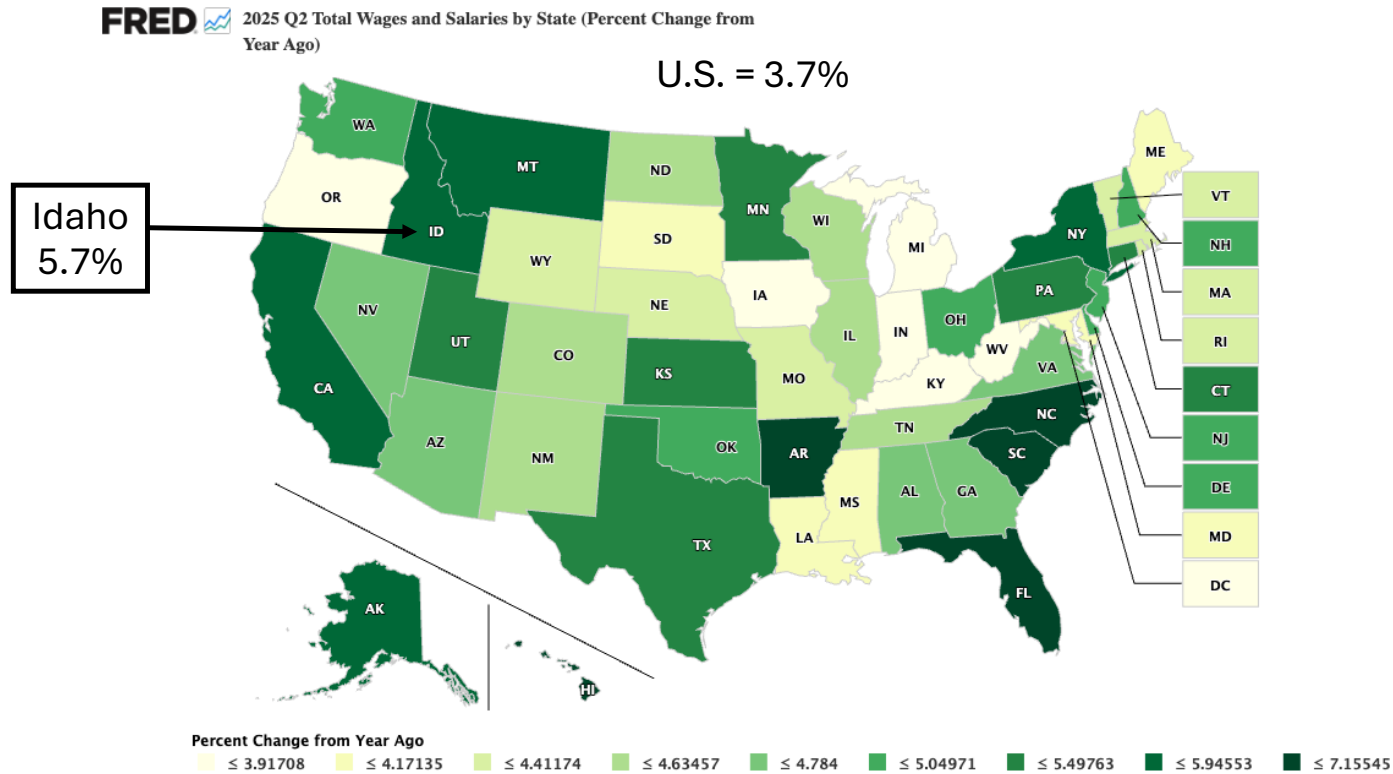 FRED 2025 Q2 Total Wages and Salaries by State (Percent Change from
Year Ago)
U.S. = 3.7%
Idaho
5.7%
WA
OR
ID
MT
ND
MN
WI
MI
ME
VT
NH
NY
MA
RI
CT
NJ
DE
MD
DC
SD
WY
NE
IA
PA
OH
IN
IL
WV
VA
KY
NV
UT
CO
KS
MO
CA
AZ
NM
OK
AR
TN
NC
SC
TX
LA
MS
AL
GA
FL
AK
HI
Percent Change from Year Ago
≤ 3.91708 ≤ 4.17135 ≤ 4.41174 ≤ 4.63457 ≤ 4.784 ≤ 5.04971 ≤ 5.49763 ≤ 5.94553 ≤ 7.15545